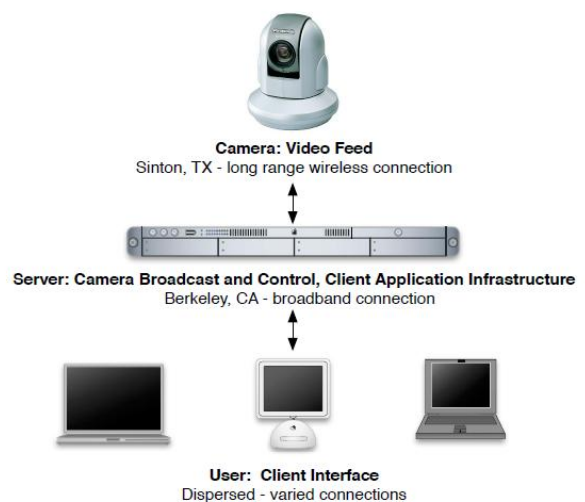 Camera: Video Feed
Sinton, TX - long range wireless connection
Server: Camera Broadcast and Control, Client Application Infrastructure
Berkeley, CA - broadband connection
User: Client Interface
Dispersed - varied connections